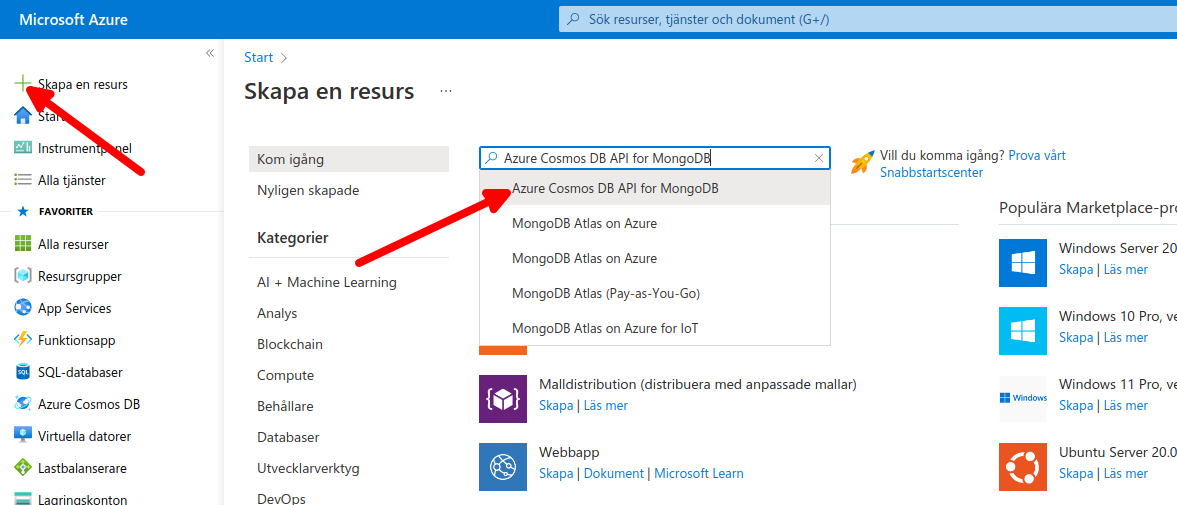 Microsoft Azure
Sök resurser, tjänster och dokument (G+/)
«
Skapa en resurs
Start
Instrumentpanel
Alla tjänster
FAVORITER
Alla resurser
Resursgrupper
App Services
Funktionsapp
SQL-databaser
Azure Cosmos DB
Virtuella datorer
Lastbalanserare
Lagringskonton
Start >
Skapa en resurs ...
Kom igång
Nyligen skapade
Kategorier
AI + Machine Learning
Analys
Blockchain
Compute
Behållare
Databaser
Utvecklarverktyg
DevOps
Azure Cosmos DB API for MongoDB
Azure Cosmos DB API for MongoDB
MongoDB Atlas on Azure
MongoDB Atlas on Azure
MongoDB Atlas (Pay-as-You-Go)
MongoDB Atlas on Azure for IoT
Malldistribution (distribuera med anpassade mallar)
Skapa | Läs mer
Webbapp
Skapa | Dokument | Microsoft Learn
Vill du komma igång? Prova vårt
Snabbstartscenter
Populära Marketplace-pro
Windows Server 20
Skapa | Läs mer
Windows 10 Pro, ve
Skapa | Läs mer
Windows
Windows 11 Pro, ve
Skapa | Läs mer
Ubuntu Server 20.0
Skapa | Läs mer